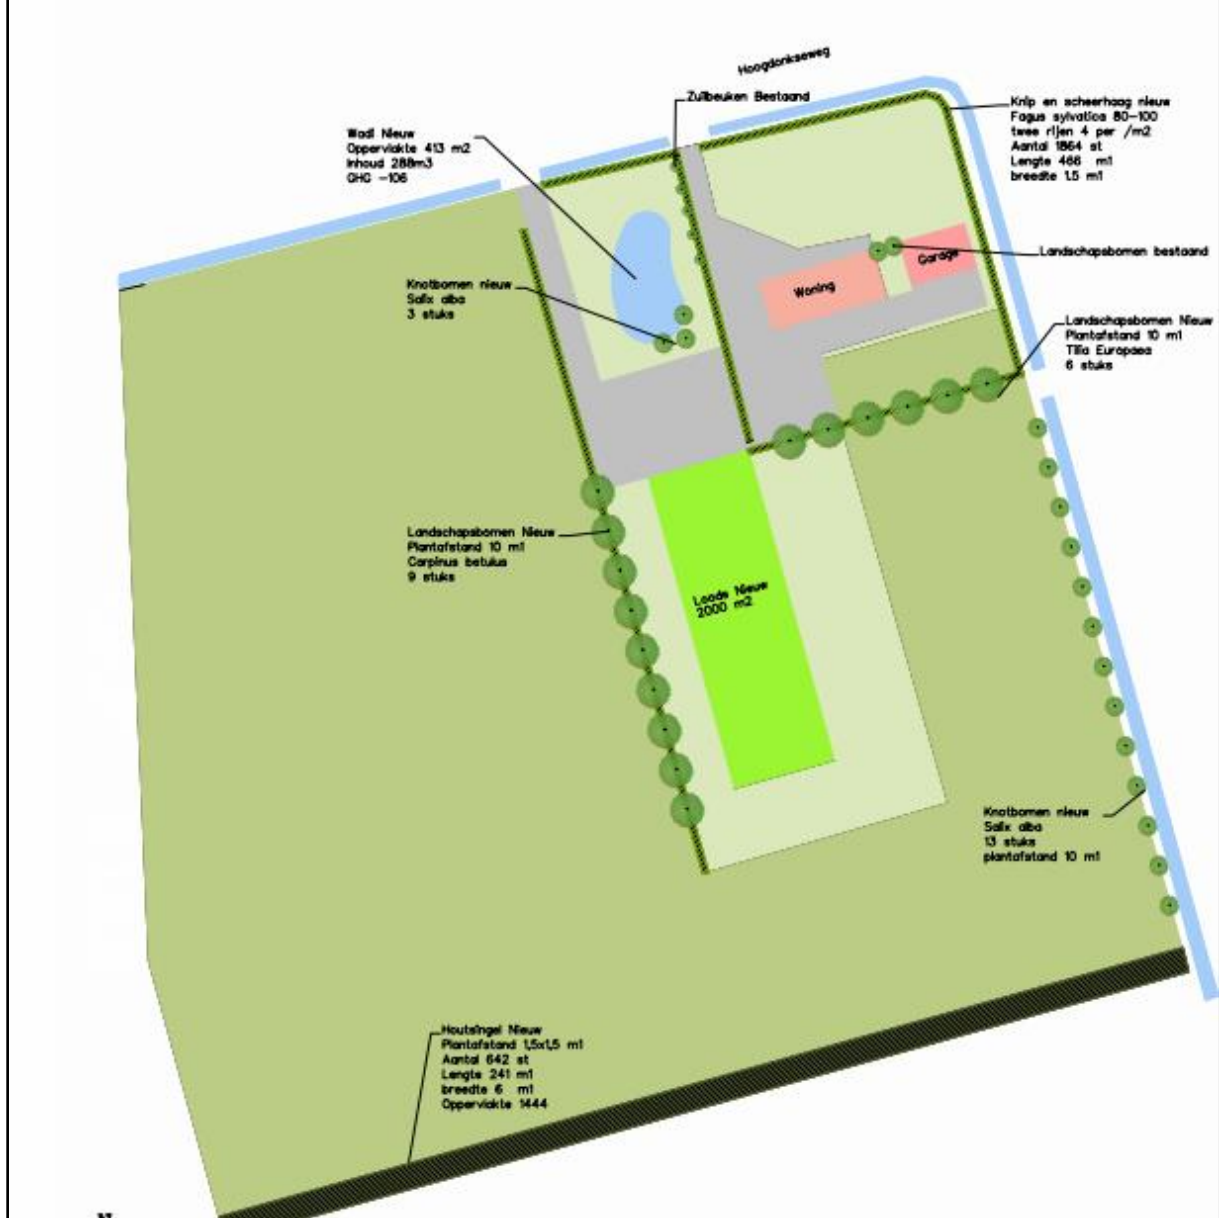 Hoogdonkseweg
Zuilbeuken Bestaand
Knip en scheerhaag nieuw
Fagus sylvatica 80-100
twee rijen 4 per /m2
Aantal 1864 st
Lengte 466 m1
breedte 1.5 m1
Wadi Nieuw
Oppervlakte 413 m2
Inhoud 288m3
GHG -106
Landschapsbomen bestaand
Garage
Woning
Knotbomen nieuw
Salix alba
3 stuks
Landschapsbomen Nieuw
Plantafstand 10 m1
Tilia Europaea
6 stuks
Landschapsbomen Nieuw
Plantafstand 10 m1
Carpinus betulus
9 stuks
Loods Nieuw
2000 m2
Knotbomen nieuw
Salix alba
13 stuks
plantafstand 10 m1
Houtsingel Nieuw
Plantafstand 1,5x1,5 m1
Aantal 642 st
Lengte 241 m1
breedte 6 m1
Oppervlakte 1444
N